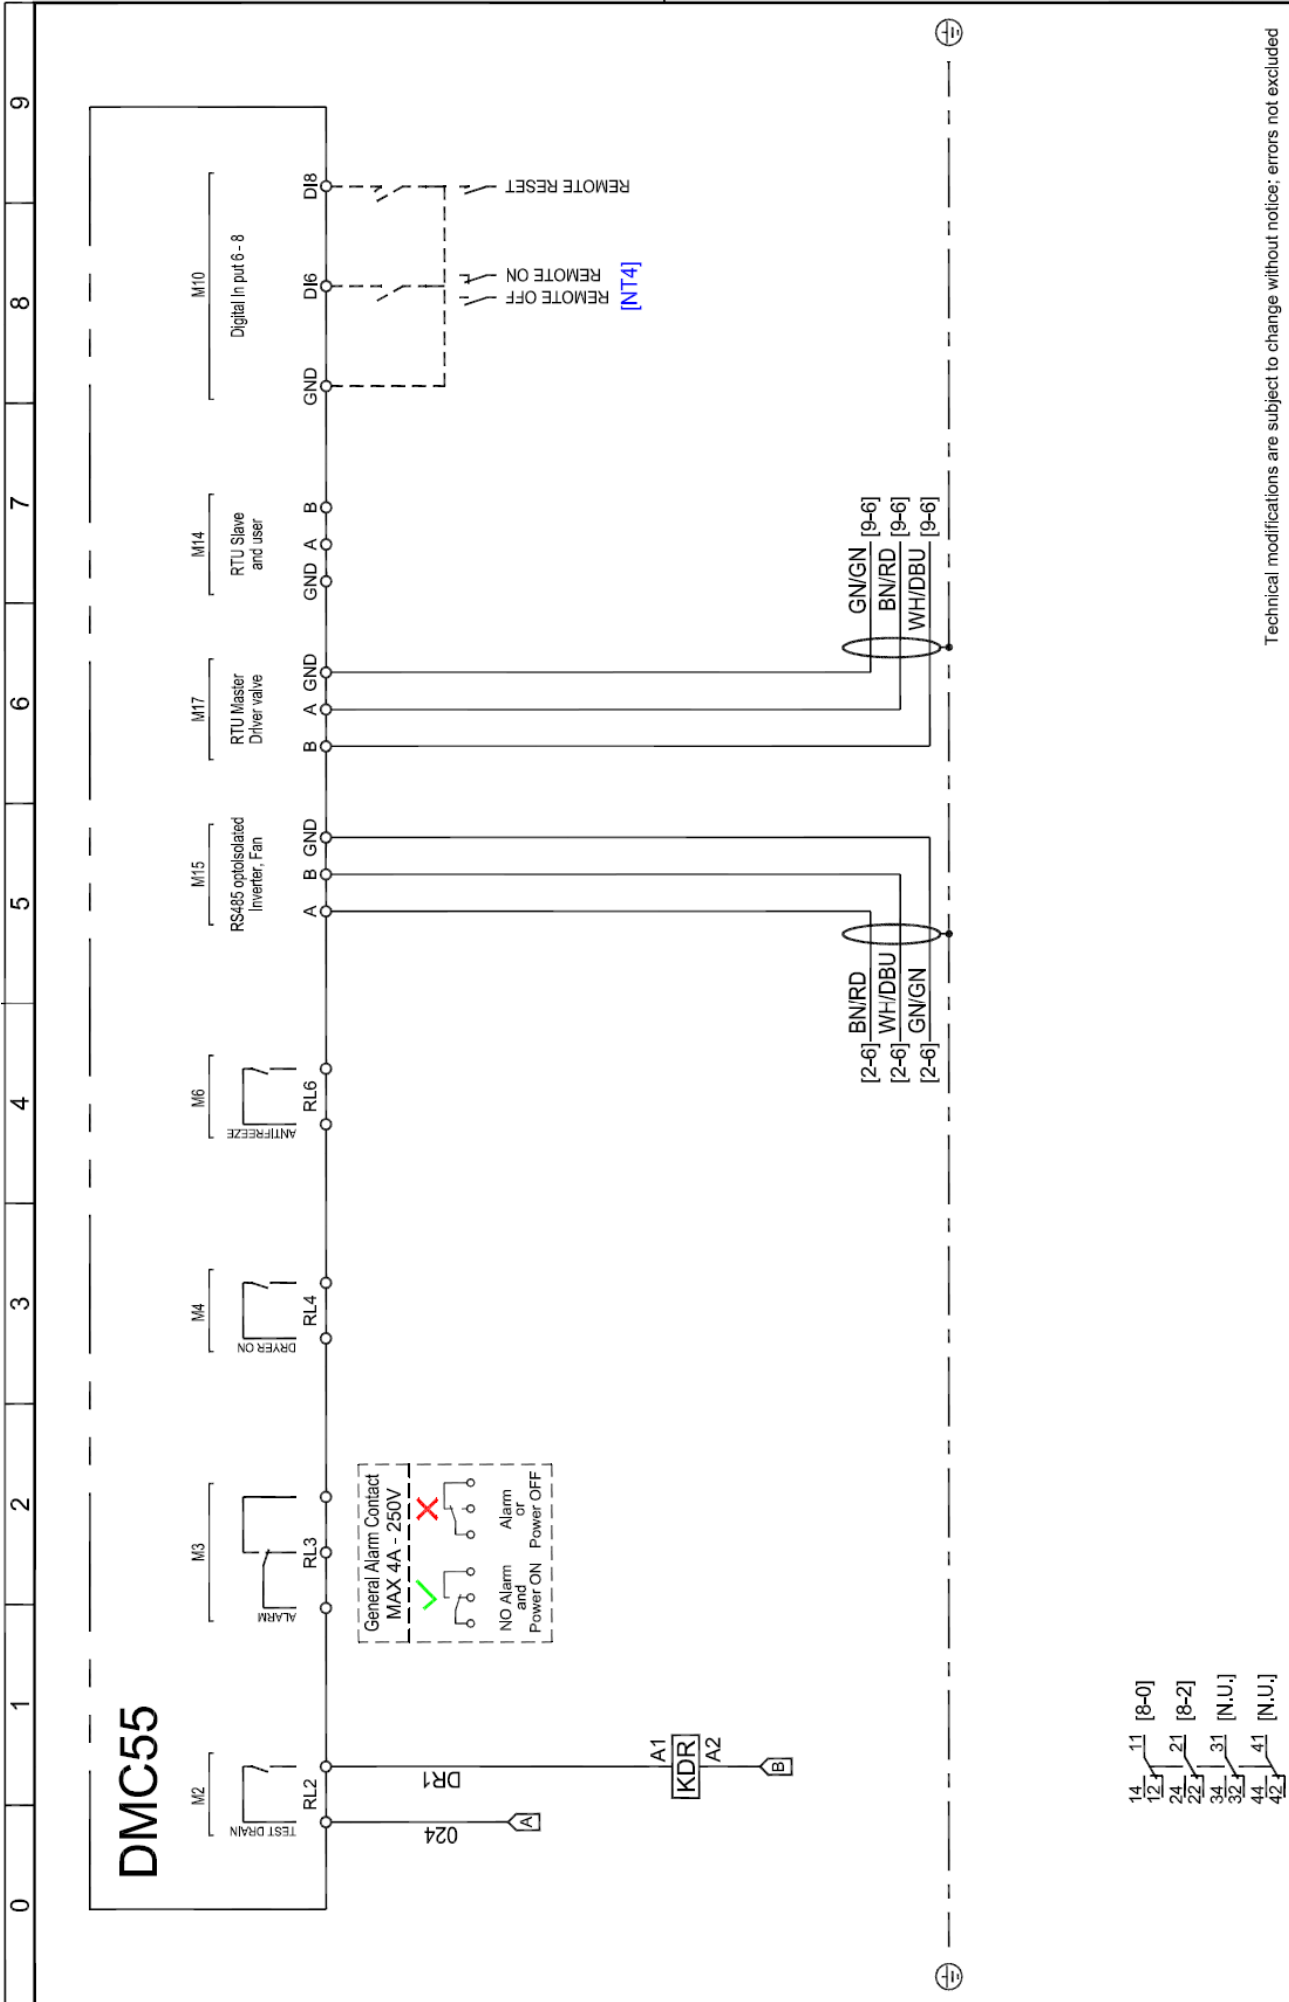 0
1
2
3
4
5
6
7
8
9
DMC55
M2
TEST DRAIN
RL2
024
A
DR1
A1
KDR
A2
B
M3
ALARM
RL3
General Alarm Contact
MAX 4A - 250V
NO Alarm
and
Power ON
Alarm
or
Power OFF
M4
DRYER ON
RL4
M6
ANTIFREEZE
RL6
M15
RS485 optoisolated
Inverter, Fan
A
B
GND
[2-6] BN/RD
[2-6] WH/DBU
[2-6] GN/GN
M17
RTU Master
Driver valve
B
A
GND
GN/GN [9-6]
BN/RD [9-6]
WH/DBU [9-6]
M14
RTU Slave
and user
GND
A
B
M10
Digital In put 6 - 8
GND
DI6
DI8
REMOTE OFF
REMOTE ON
[NT4]
REMOTE RESET
14 11 [8-0]
12
24 21 [8-2]
22
34 31 [N.U.]
32
44 41 [N.U.]
42
Technical modifications are subject to change without notice; errors not excluded